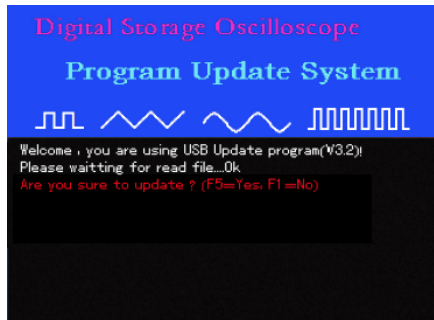 Digital Storage Oscilloscope
Program Update System
Welcome , you are using USB Update program(V3.2)!
Please waitting for read file....Ok
Are you sure to update ? (F5=Yes, F1=No)